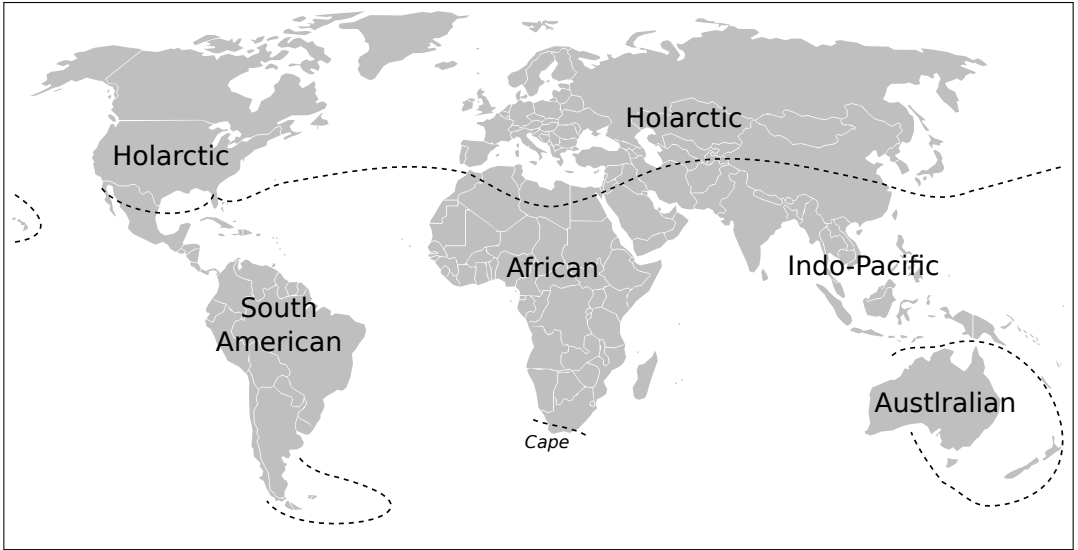 Holarctic
Holarctic
African
Indo-Pacific
South
American
Austlralian
Cape